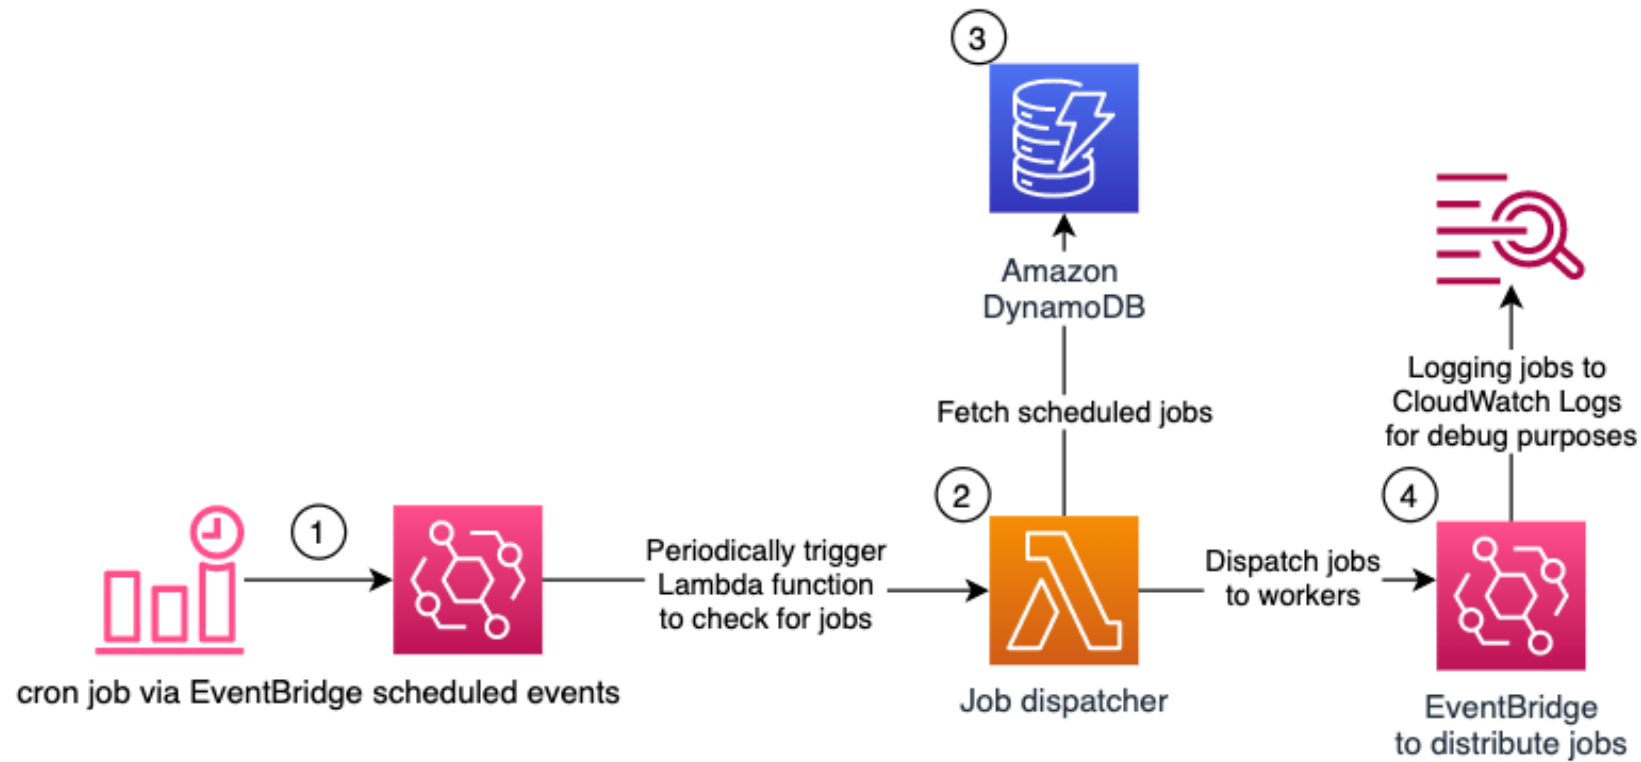 3
Amazon
DynamoDB
Fetch scheduled jobs
Logging jobs to
CloudWatch Logs
for debug purposes
1
2
4
Periodically trigger
Lambda function
to check for jobs
Dispatch jobs
to workers
cron job via EventBridge scheduled events
Job dispatcher
EventBridge
to distribute jobs